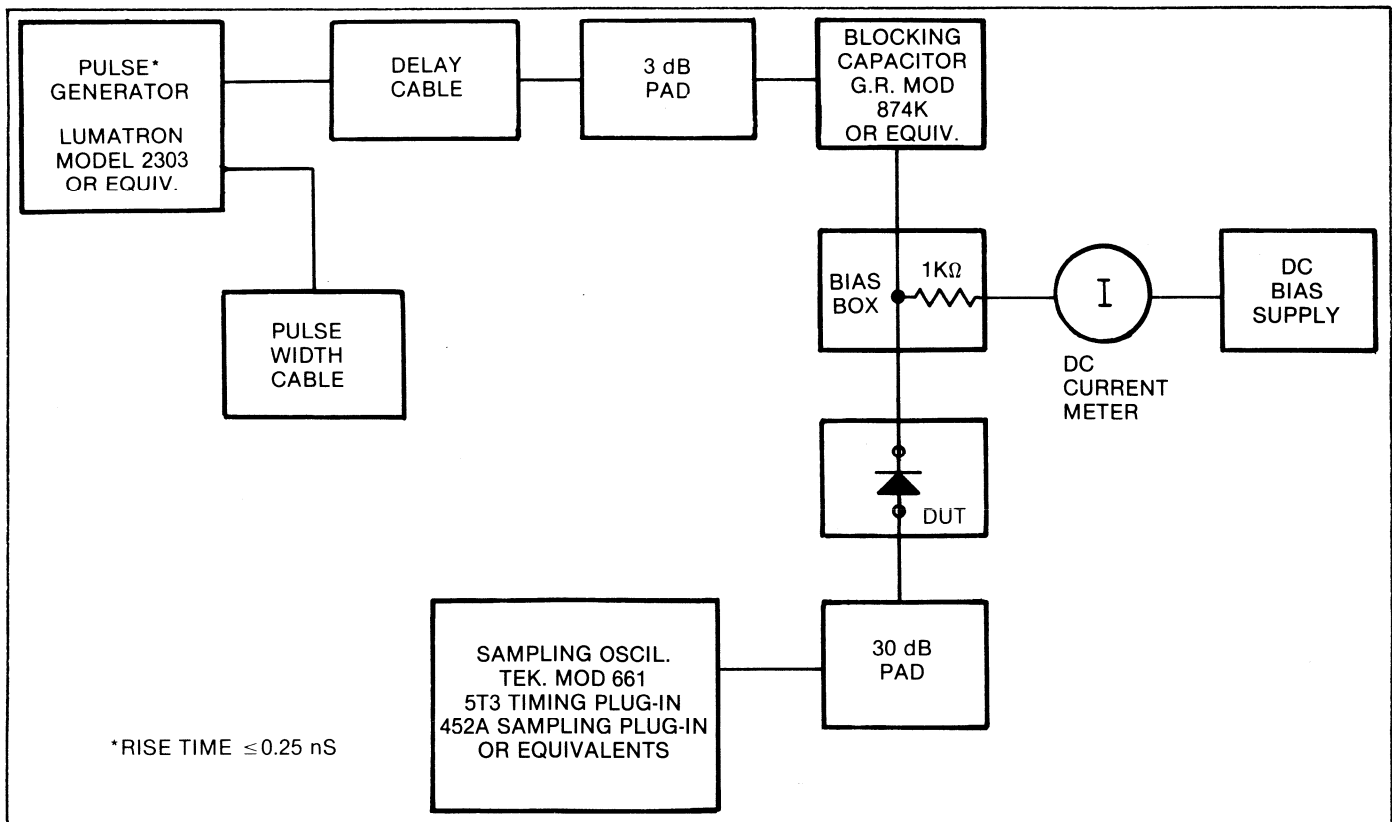 PULSE*
GENERATOR
LUMATRON
MODEL 2303
OR EQUIV.
DELAY
CABLE
3 dB
PAD
BLOCKING
CAPACITOR
G.R. MOD
874K
OR EQUIV.
PULSE
WIDTH
CABLE
BIAS
BOX
1KΩ
I
DC
CURRENT
METER
DC
BIAS
SUPPLY
DUT
30 dB
PAD
SAMPLING OSCIL.
TEK. MOD 661
5T3 TIMING PLUG-IN
452A SAMPLING PLUG-IN
OR EQUIVALENTS
*RISE TIME ≤0.25 nS